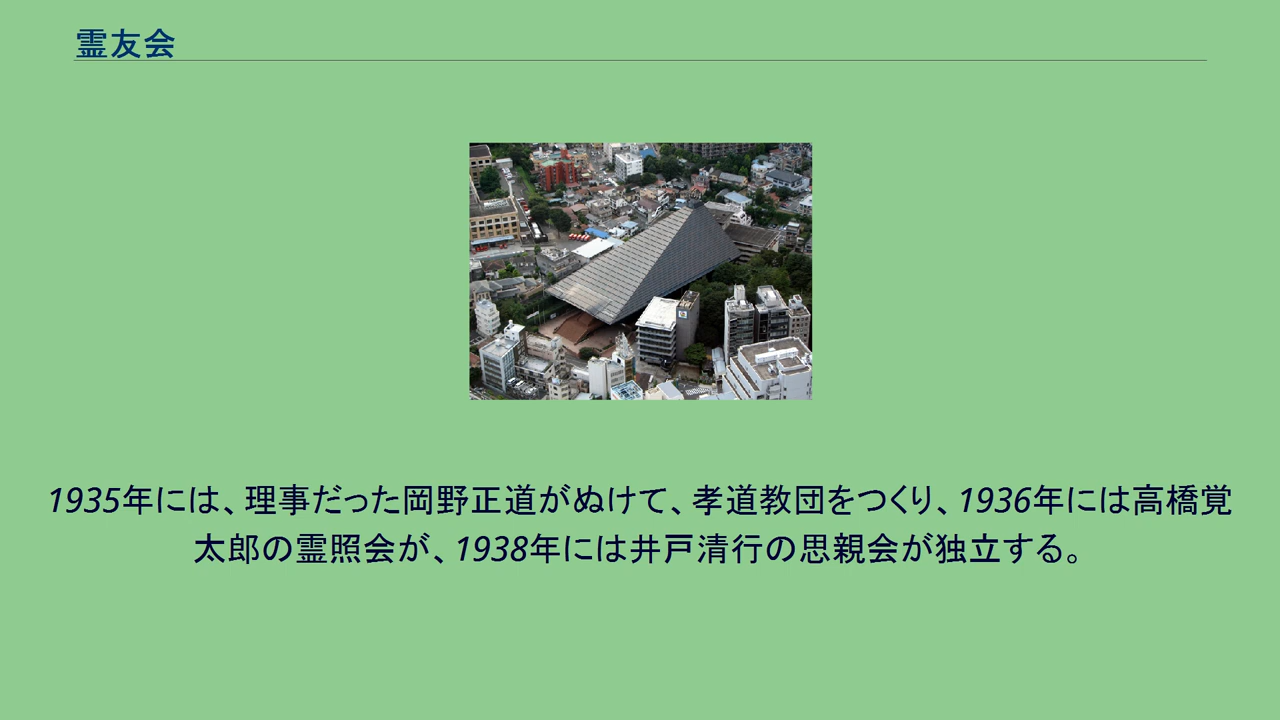 霊友会
1935年には、理事だった岡野正道がぬけて、孝道教団をつくり、1936年には高橋覚
太郎の霊照会が、1938年には井戸清行の思親会が独立する。